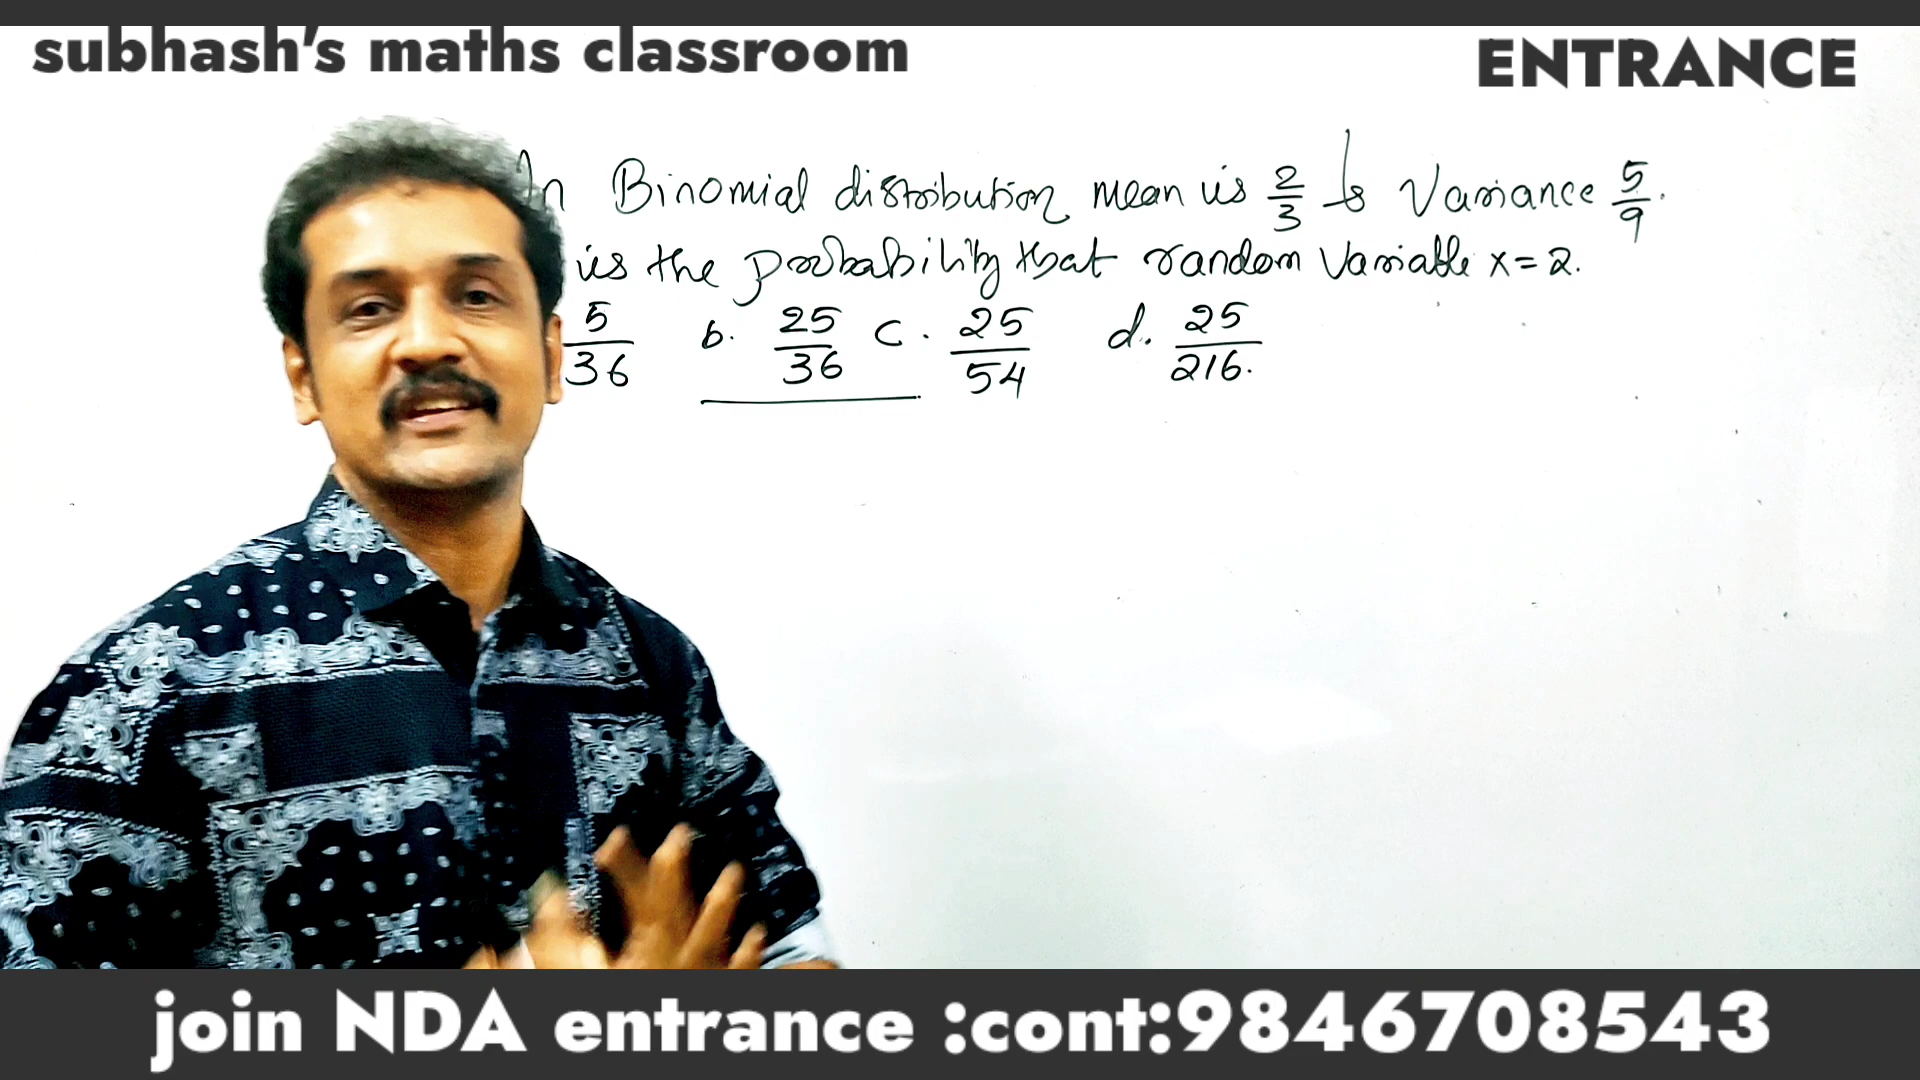 subhash's maths classroom
ENTRANCE
In Binomial distribution mean is 2/3 & Variance 5/9.
is the probability that random variable x=2.
5/36 b. 25/36 c. 25/54 d. 25/216.
join NDA entrance :cont:9846708543